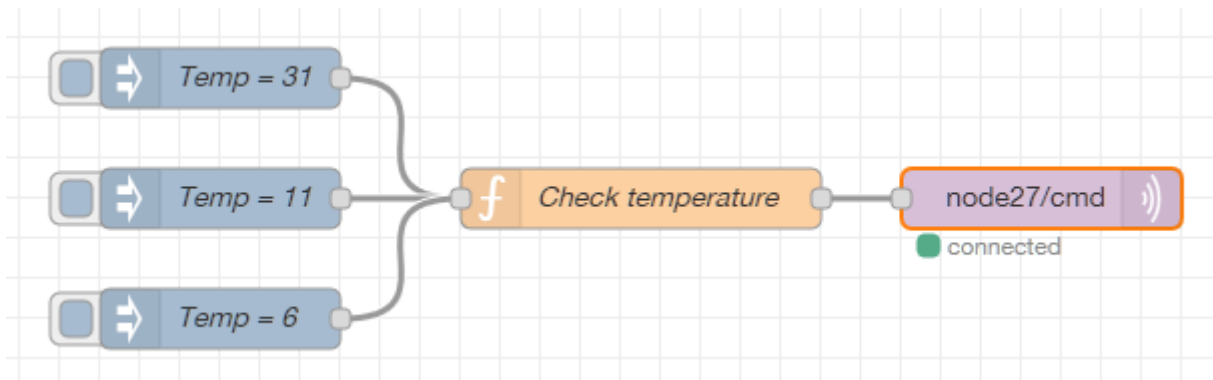 Temp = 31
Temp = 11
Check temperature
node27/cmd
connected
Temp = 6